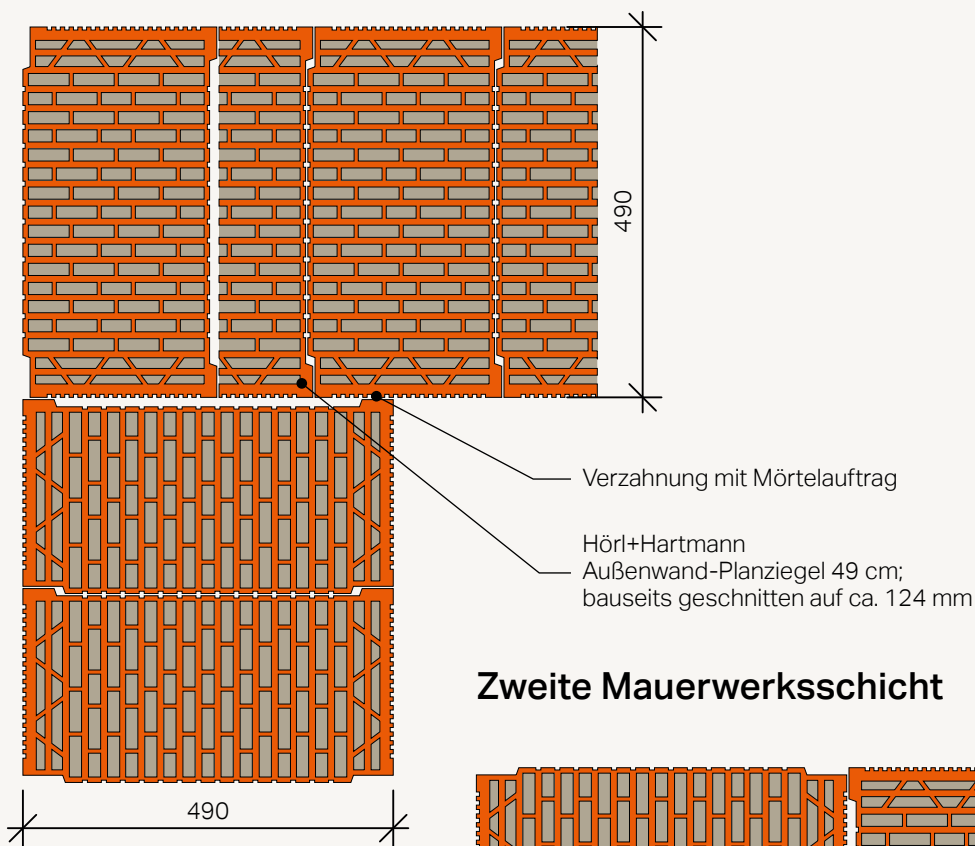 490
Verzahnung mit Mörtelauftrag
Hörl+Hartmann
Außenwand-Planziegel 49 cm;
bauseits geschnitten auf ca. 124 mm
Zweite Mauerwerksschicht
490